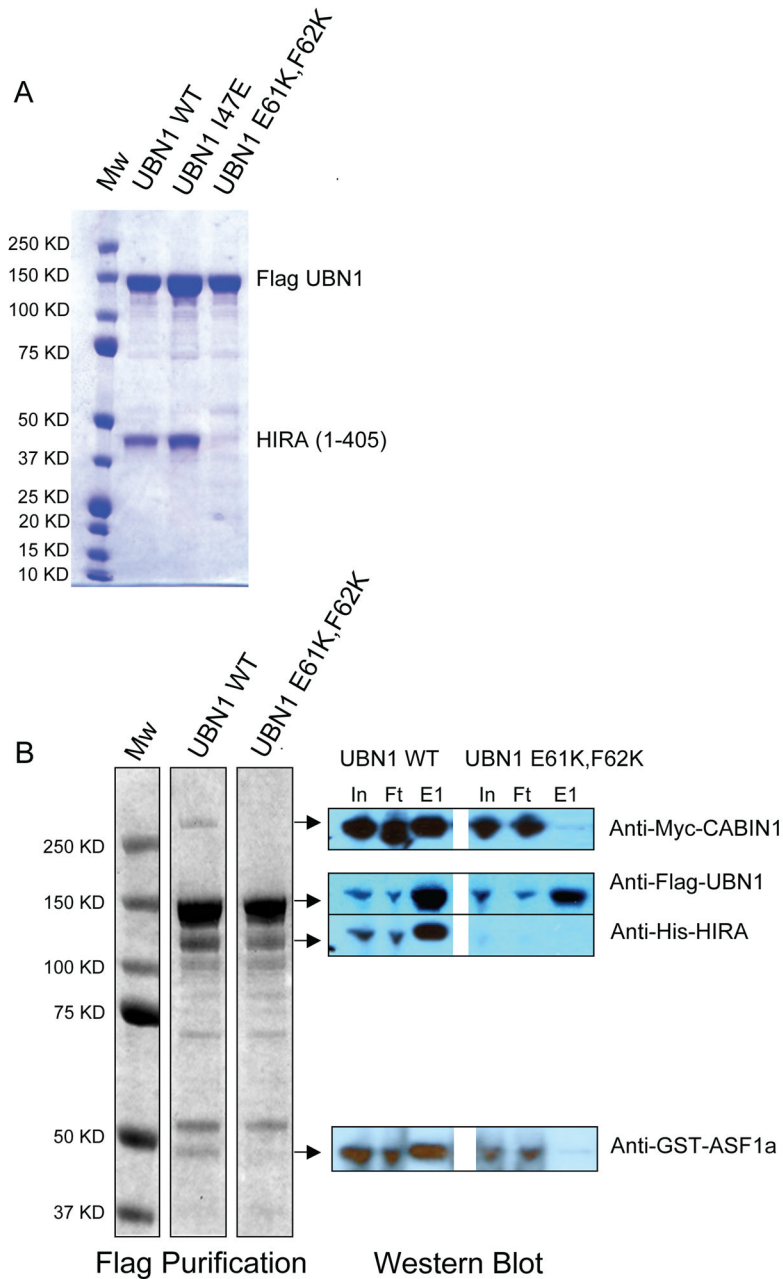 A
Mw
UBN1 WT
UBN1 I47E
UBN1 E61K,F62K
250 KD
150 KD
Flag UBN1
100 KD
75 KD
50 KD
HIRA (1-405)
37 KD
25 KD
20 KD
15 KD
10 KD
B
Mw
UBN1 WT
UBN1 E61K,F62K
UBN1 WT UBN1 E61K,F62K
In Ft E1 In Ft E1
Anti-Myc-CABIN1
250 KD
Anti-Flag-UBN1
150 KD
Anti-His-HIRA
100 KD
75 KD
50 KD
Anti-GST-ASF1a
37 KD
Flag Purification Western Blot